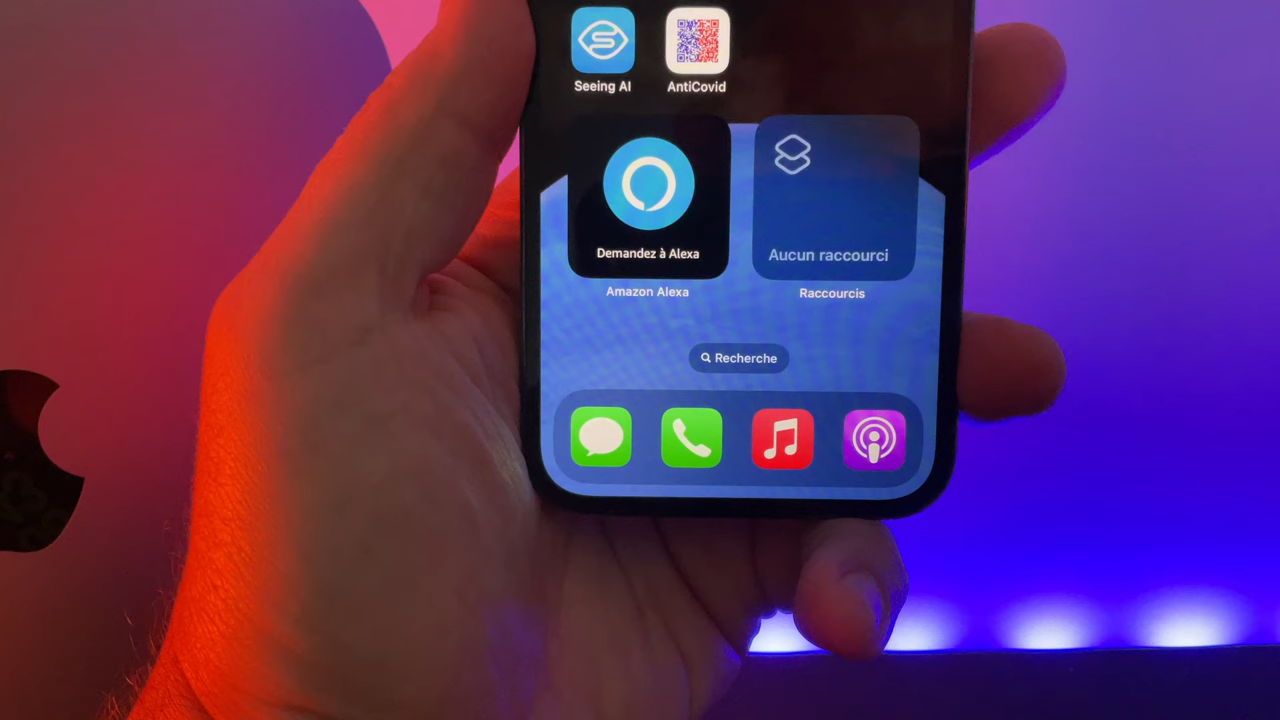 Seeing AI
AntiCovid
Demandez à Alexa
Aucun raccourci
Amazon Alexa
Raccourcis
Recherche